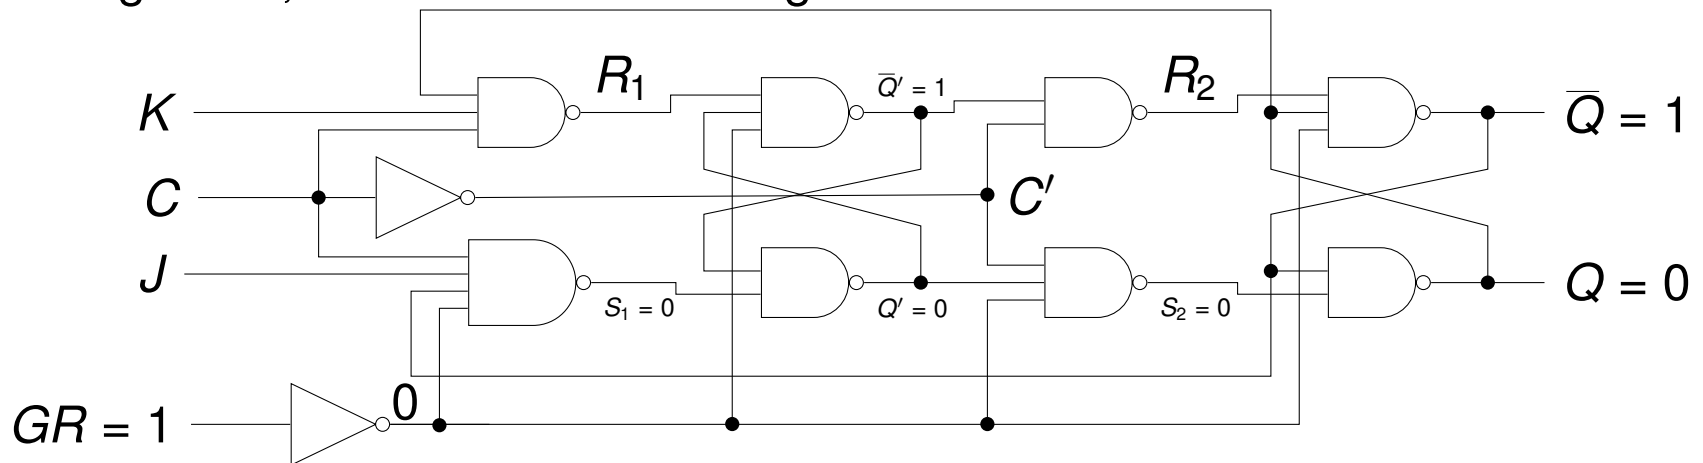 R₁
Q̅′ = 1
R₂
K
Q̅ = 1
C
C′
J
S₁ = 0
Q′ = 0
S₂ = 0
Q = 0
0
GR = 1